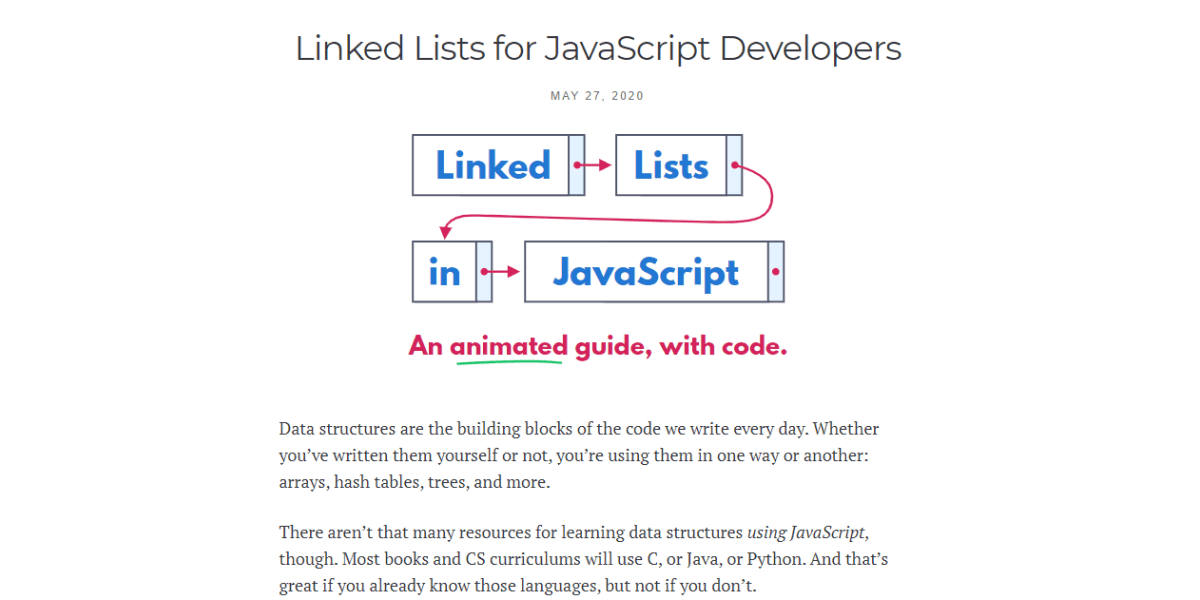 Linked Lists for JavaScript Developers
MAY 27, 2020
Linked Lists
in JavaScript
An animated guide, with code.
Data structures are the building blocks of the code we write every day. Whether
you’ve written them yourself or not, you’re using them in one way or another:
arrays, hash tables, trees, and more.
There aren’t that many resources for learning data structures using JavaScript,
though. Most books and CS curriculums will use C, or Java, or Python. And that’s
great if you already know those languages, but not if you don’t.